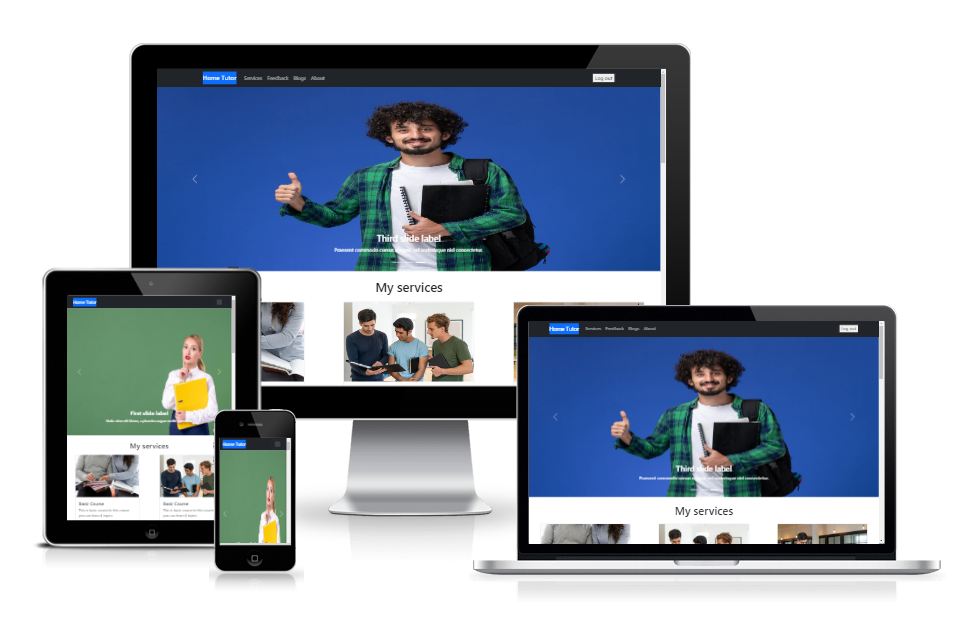 Home Tutor Services Feedback Blogs About Log out
Third slide label
Praesent commodo cursus magna, vel scelerisque nisl consectetur.
My services
Home Tutor
First slide label
My services
Basic Course
Basic Course
Home Tutor
Home Tutor Services Feedback Blogs About Log out
Third slide label
Praesent commodo cursus magna, vel scelerisque nisl consectetur.
My services